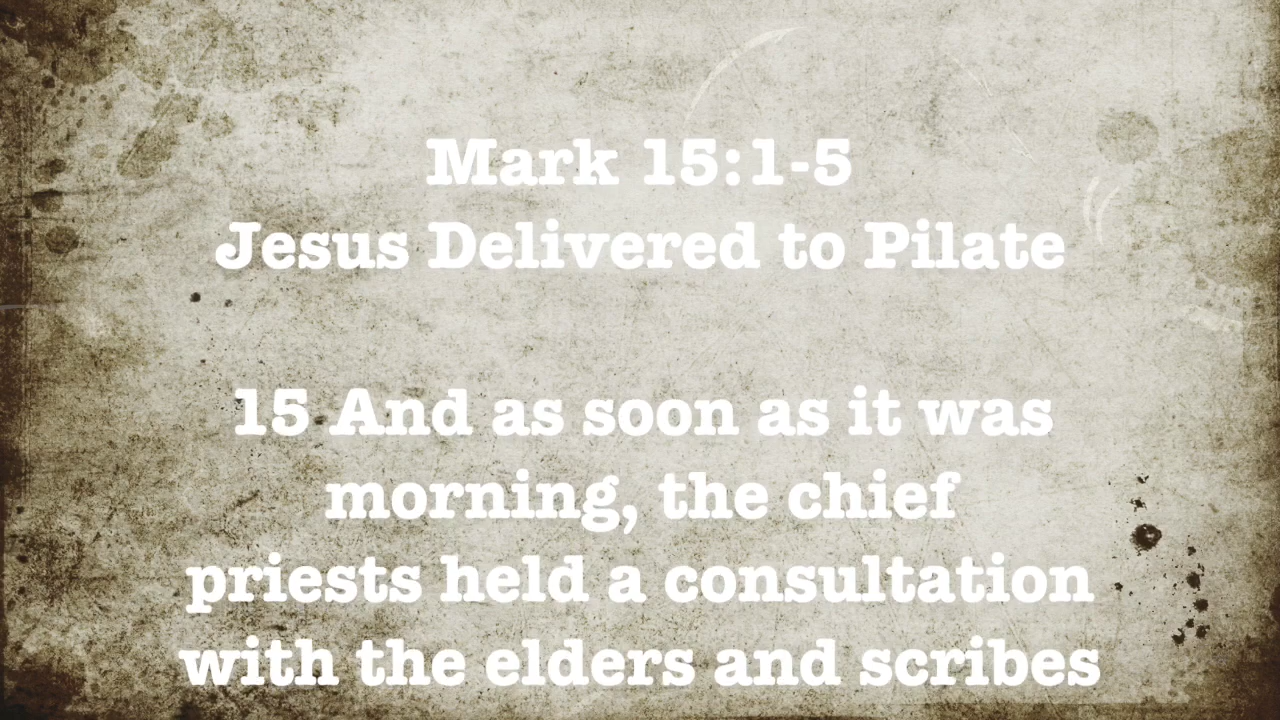 Mark 15:1-5
Jesus Delivered to Pilate
15 And as soon as it was
morning, the chief
priests held a consultation
with the elders and scribes